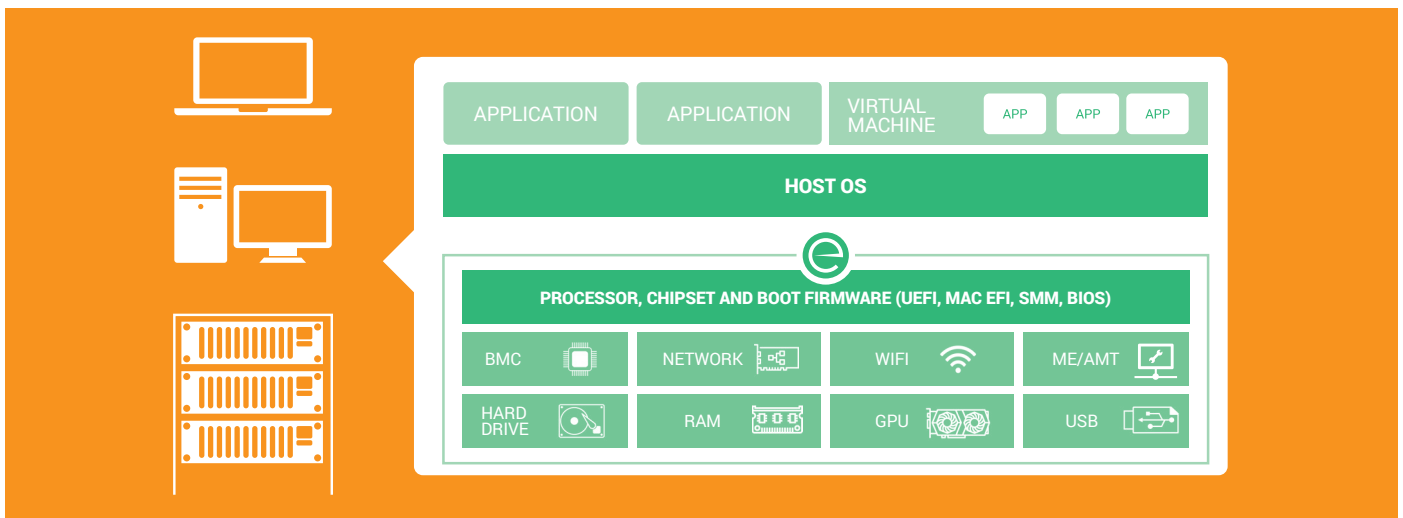 APPLICATION
APPLICATION
VIRTUAL
MACHINE
APP
APP
APP
HOST OS
PROCESSOR, CHIPSET AND BOOT FIRMWARE (UEFI, MAC EFI, SMM, BIOS)
BMC
NETWORK
WIFI
ME/AMT
HARD
DRIVE
RAM
GPU
USB